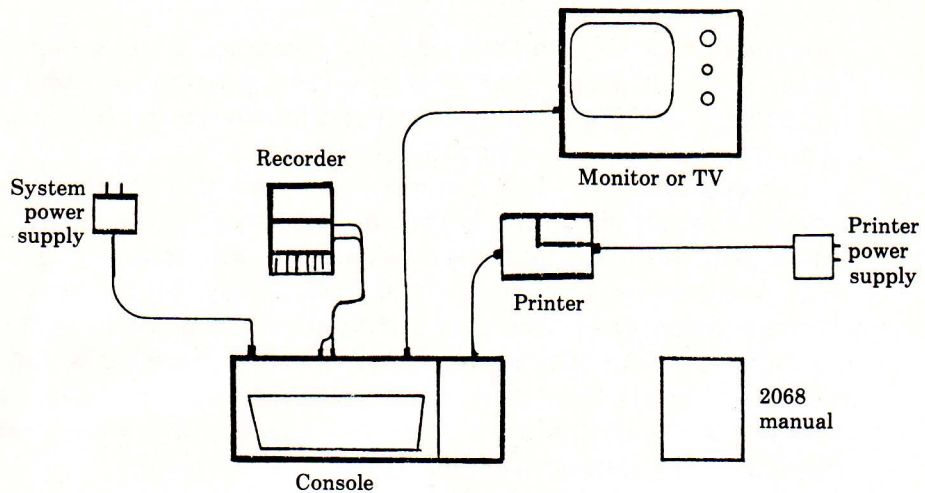 Monitor or TV
Recorder
System
power
supply
Printer
power
supply
Printer
2068
manual
Console